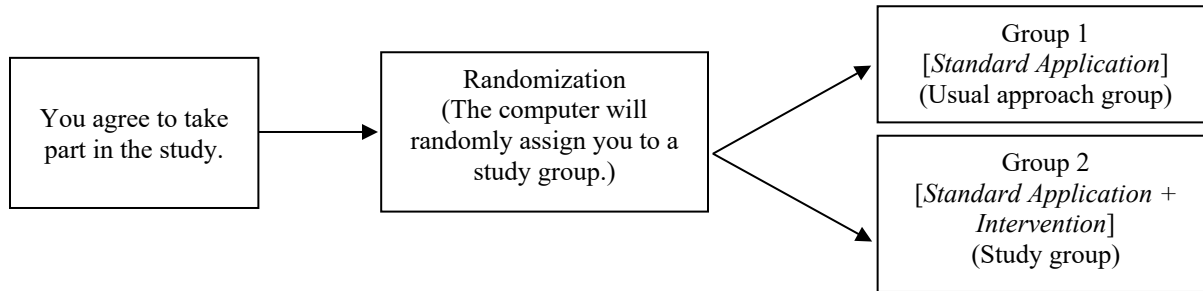 You agree to take
part in the study.
Randomization
(The computer will
randomly assign you to a
study group.)
Group 1
[Standard Application]
(Usual approach group)
Group 2
[Standard Application +
Intervention]
(Study group)